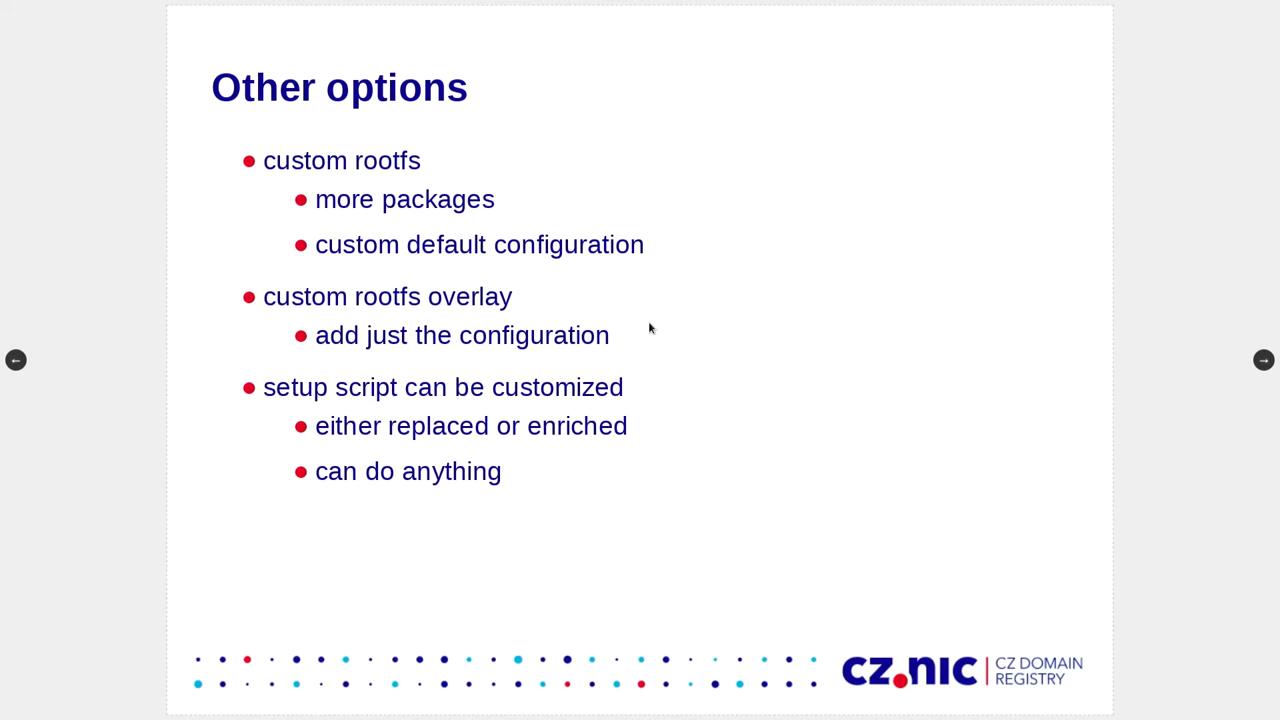 Other options
custom rootfs
more packages
custom default configuration
custom rootfs overlay
add just the configuration
setup script can be customized
either replaced or enriched
can do anything
← →
CZ.NIC CZ DOMAIN
REGISTRY